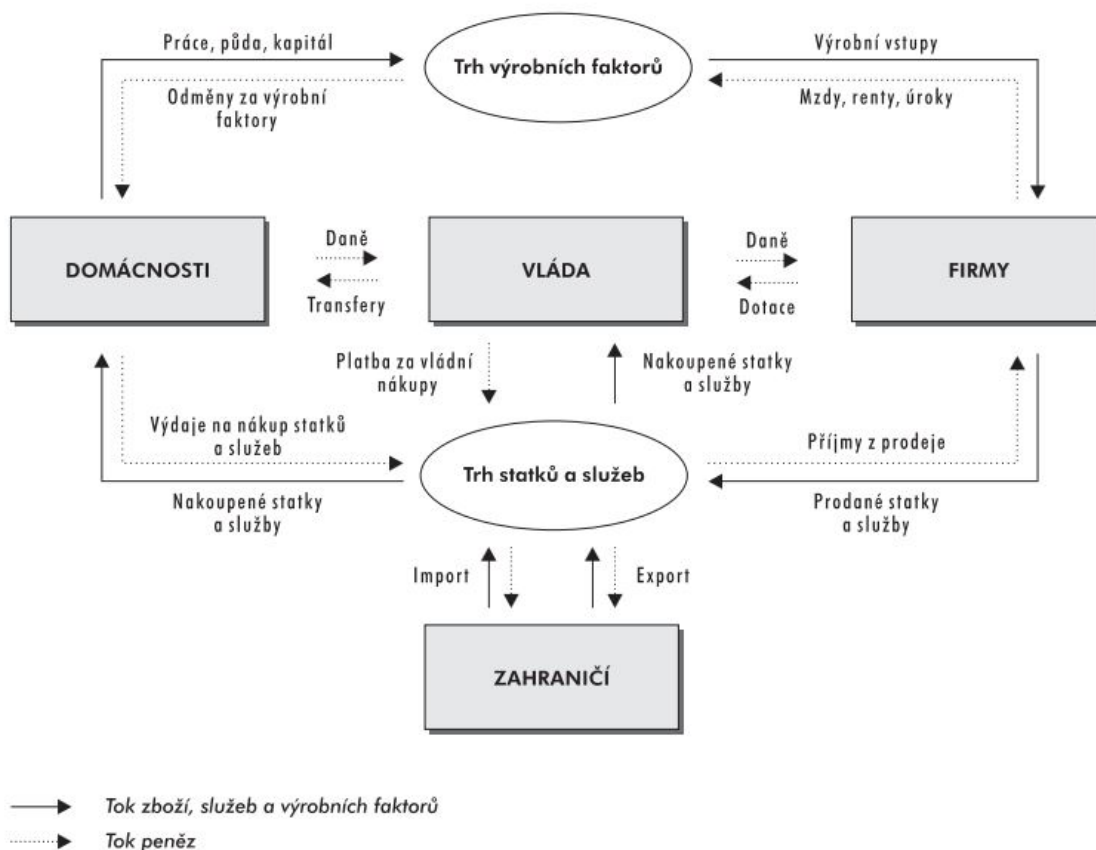 Práce, půda, kapitál
Trh výrobních faktorů
Výrobní vstupy
Odměny za výrobní
faktory
Mzdy, renty, úroky
DOMÁCNOSTI
Daně
Transfery
VLÁDA
Daně
Dotace
FIRMY
Platba za vládní
nákupy
Nakoupené statky
a služby
Výdaje na nákup statků
a služeb
Trh statků a služeb
Příjmy z prodeje
Nakoupené statky
a služby
Prodané statky
a služby
Import
Export
ZAHRANIČÍ
Tok zboží, služeb a výrobních faktorů
Tok peněz